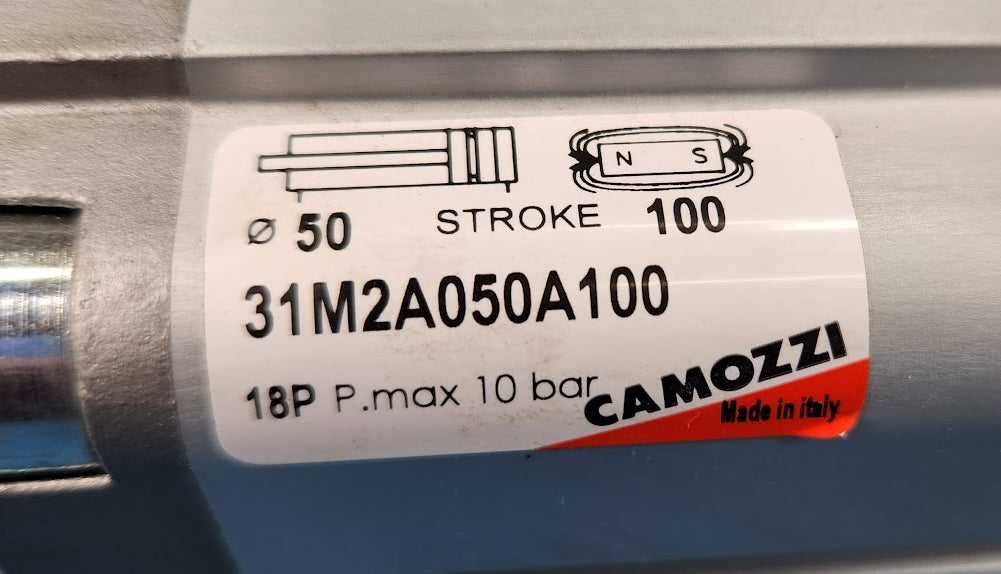 N S
Ø 50 STROKE 100
31M2A050A100
18P P.max 10 bar
CAMOZZI
Made in italy